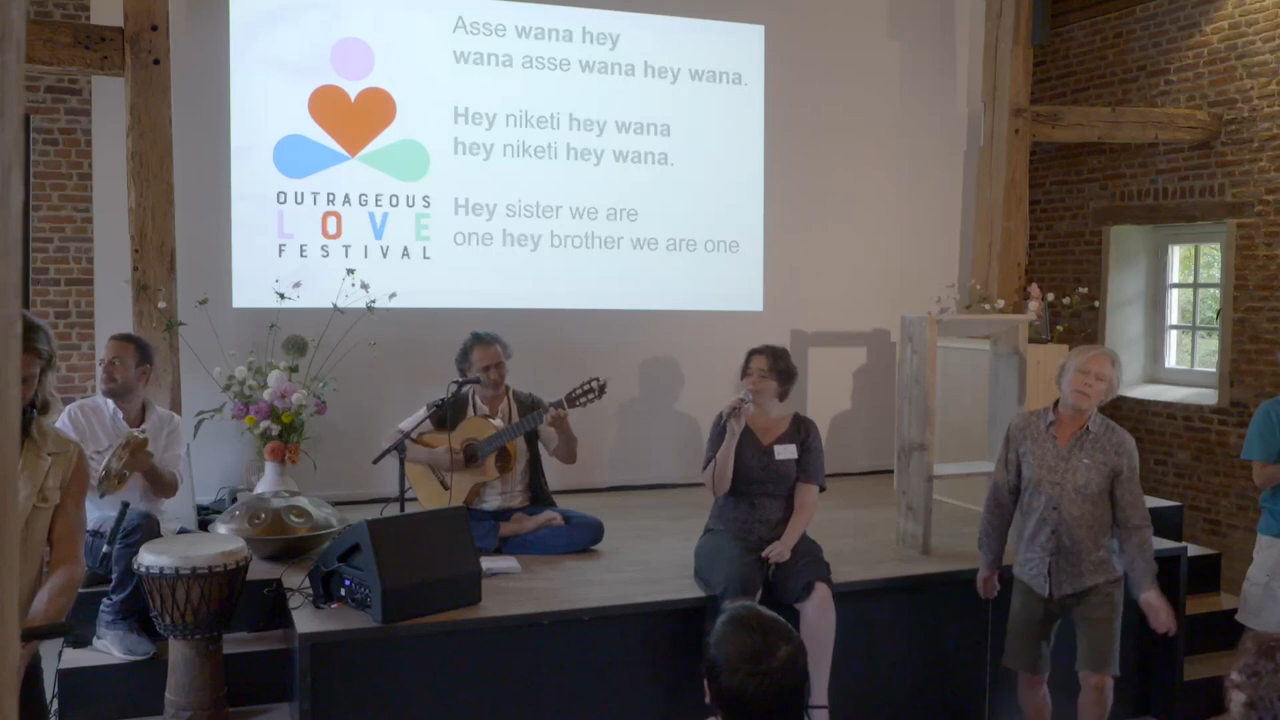 Asse wana hey
wana asse wana hey wana.
Hey niketi hey wana
hey niketi hey wana.
Hey sister we are
one hey brother we are one
OUTRAGEOUS
LOVE
FESTIVAL